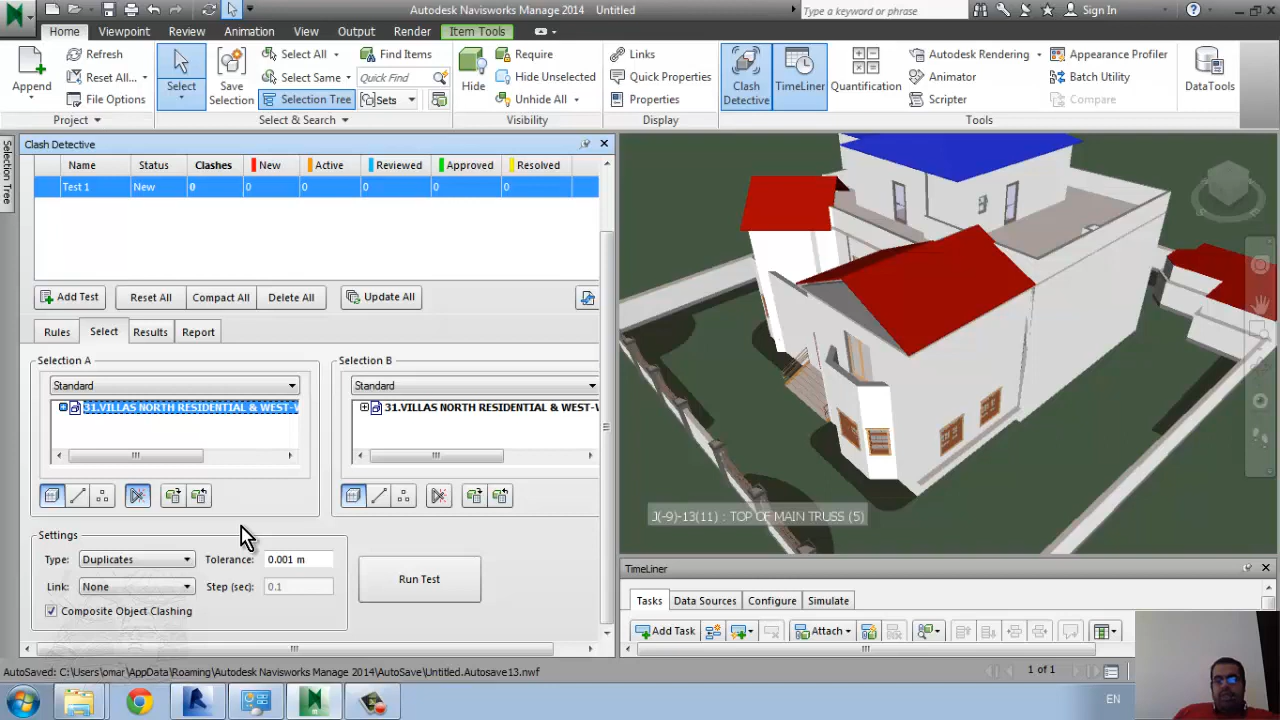 Autodesk Navisworks Manage 2014 Untitled
Type a keyword or phrase
Sign In
Home Viewpoint Review Animation View Output Render Item Tools
Append
Refresh
Reset All...
File Options
Project
Select
Save Selection
Select All
Select Same
Selection Tree
Find Items
Quick Find
Sets
Select & Search
Hide
Require
Hide Unselected
Unhide All
Visibility
Links
Quick Properties
Properties
Display
Clash Detective
TimeLiner
Quantification
Autodesk Rendering
Animator
Scripter
Appearance Profiler
Batch Utility
Compare
DataTools
Tools
Selection Tree
Clash Detective
Name Status Clashes New Active Reviewed Approved Resolved
Test 1 New 0 0 0 0 0 0
Add Test Reset All Compact All Delete All Update All
Rules Select Results Report
Selection A
Standard
31.VILLAS NORTH RESIDENTIAL & WEST-V
Selection B
Standard
31.VILLAS NORTH RESIDENTIAL & WEST-V
Settings
Type: Duplicates Tolerance: 0.001 m
Link: None Step (sec): 0.1
Composite Object Clashing
Run Test
J(-9)-13(11) : TOP OF MAIN TRUSS (5)
TimeLiner
Tasks Data Sources Configure Simulate
Add Task Attach
AutoSaved: C:\Users\omar\AppData\Roaming\Autodesk Navisworks Manage 2014\AutoSave\Untitled.Autosave13.nwf
1 of 1
EN